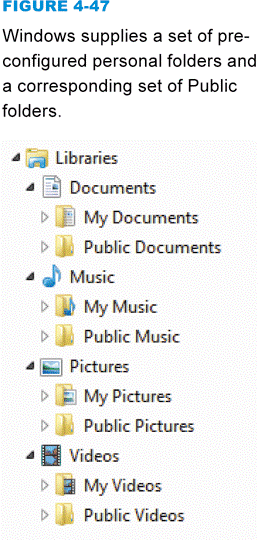 FIGURE 4-47
Windows supplies a set of pre-
configured personal folders and
a corresponding set of Public
folders.
Libraries
Documents
My Documents
Public Documents
Music
My Music
Public Music
Pictures
My Pictures
Public Pictures
Videos
My Videos
Public Videos